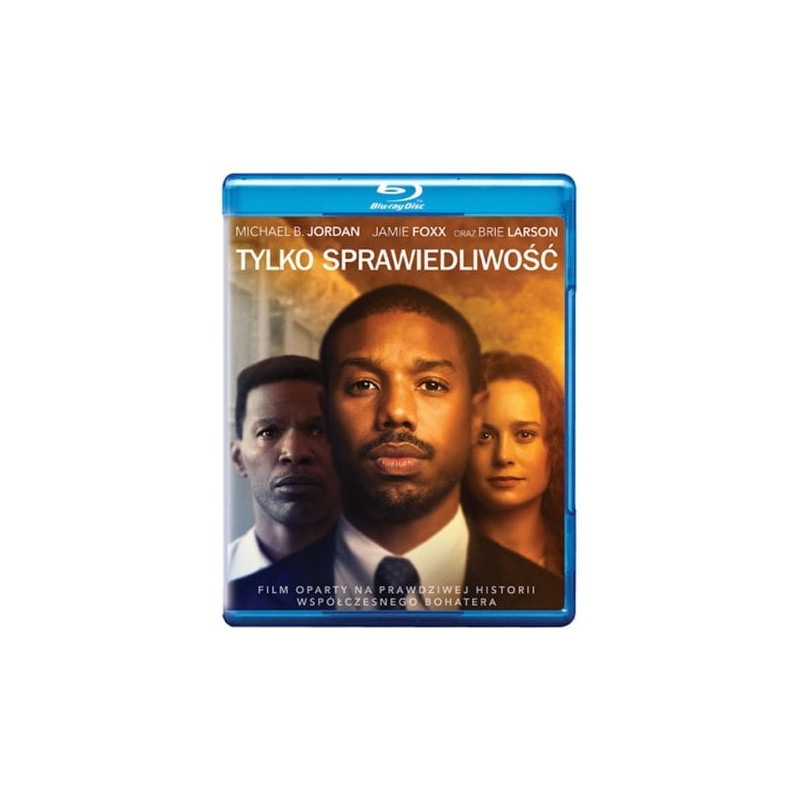 Blu-ray Disc
MICHAEL B. JORDAN JAMIE FOXX ORAZ BRIE LARSON
TYLKO SPRAWIEDLIWOŚĆ
FILM OPARTY NA PRAWDZIWEJ HISTORII
WSPÓŁCZESNEGO BOHATERA